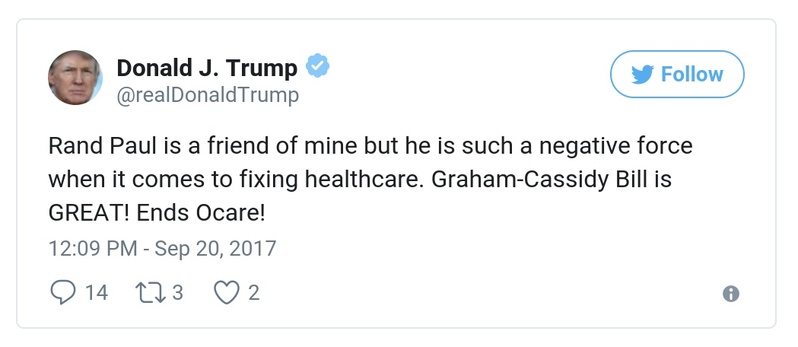 Donald J. Trump
@realDonaldTrump
Follow
Rand Paul is a friend of mine but he is such a negative force
when it comes to fixing healthcare. Graham-Cassidy Bill is
GREAT! Ends Ocare!
12:09 PM - Sep 20, 2017
14 3 2